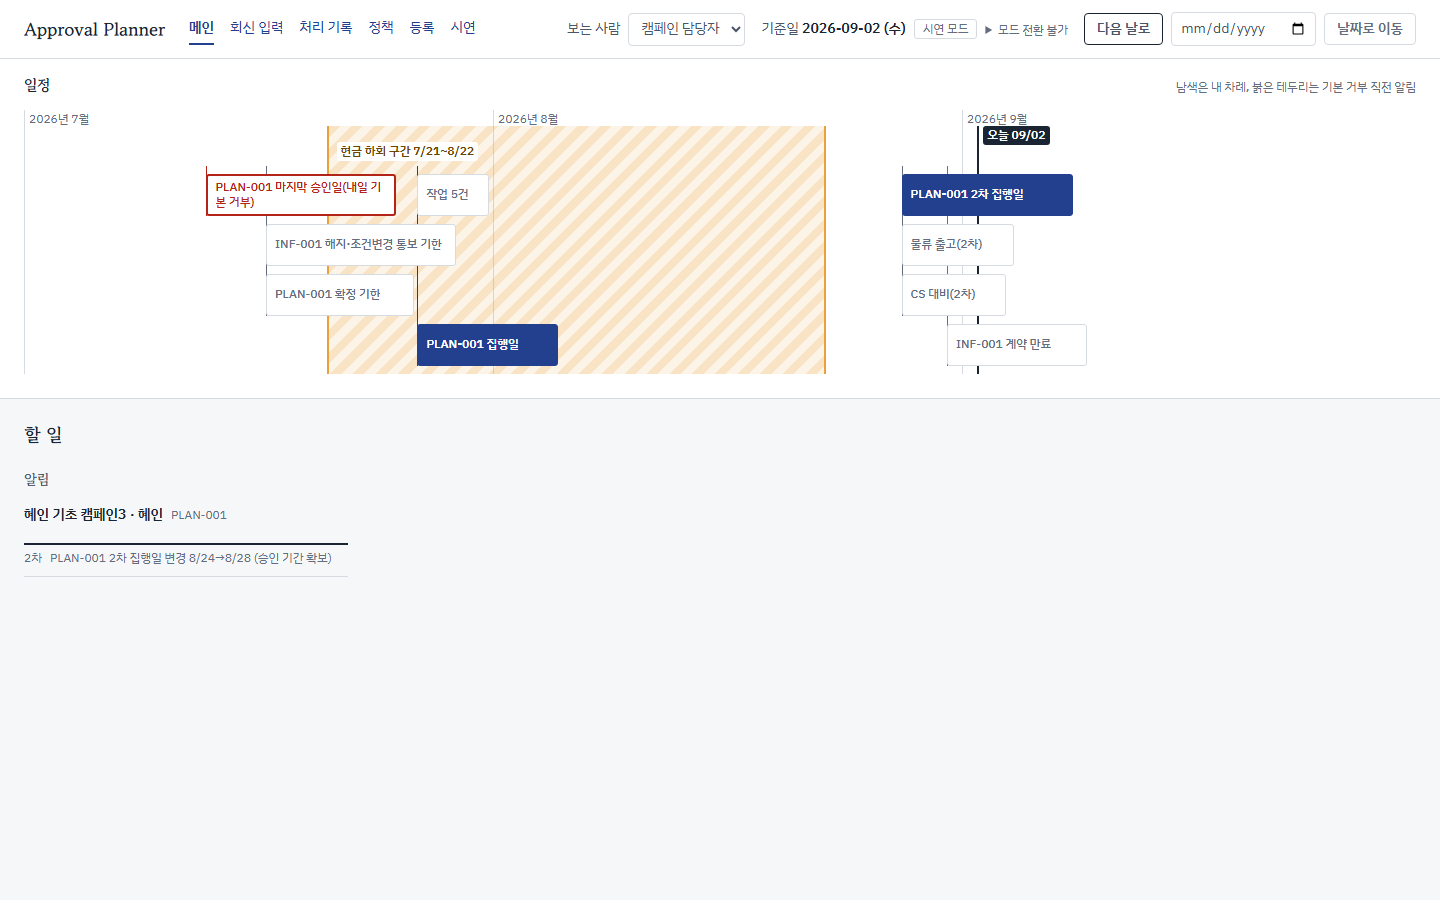 Approval Planner 메인 회신 입력 처리 기록 정책 등록 시연 보는 사람 캠페인 담당자 기준일 2026-09-02 (수) 시연 모드 ▶ 모드 전환 불가 다음 날로 mm/dd/yyyy 날짜로 이동
일정 남색은 내 차례, 붉은 테두리는 기본 거부 직전 알림
2026년 7월 2026년 8월 2026년 9월
오늘 09/02
현금 하회 구간 7/21~8/22
PLAN-001 마지막 승인일(내일 기
본 거부)
작업 5건
PLAN-001 2차 집행일
INF-001 해지·조건변경 통보 기한
물류 출고(2차)
PLAN-001 확정 기한
CS 대비(2차)
PLAN-001 집행일
INF-001 계약 만료
할 일
알림
헤인 기초 캠페인3 · 헤인 PLAN-001
2차 PLAN-001 2차 집행일 변경 8/24→8/28 (승인 기간 확보)